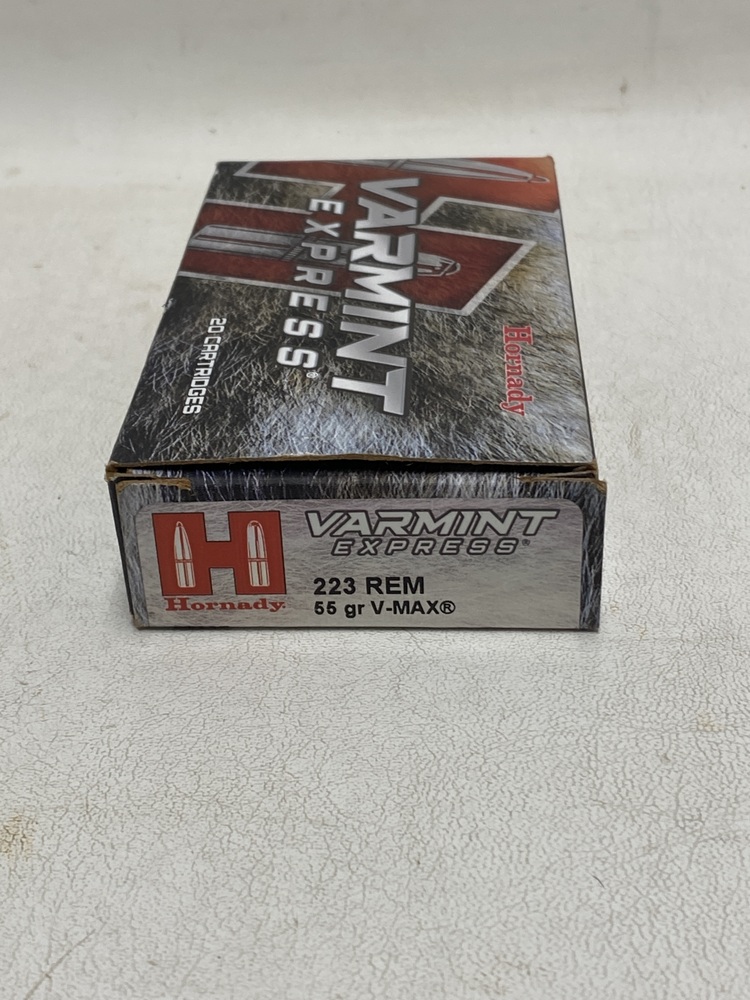 VARMINT
EXPRESS®
Hornady
20 CARTRIDGES
H
Hornady
VARMINT
EXPRESS®
223 REM
55 gr V-MAX®